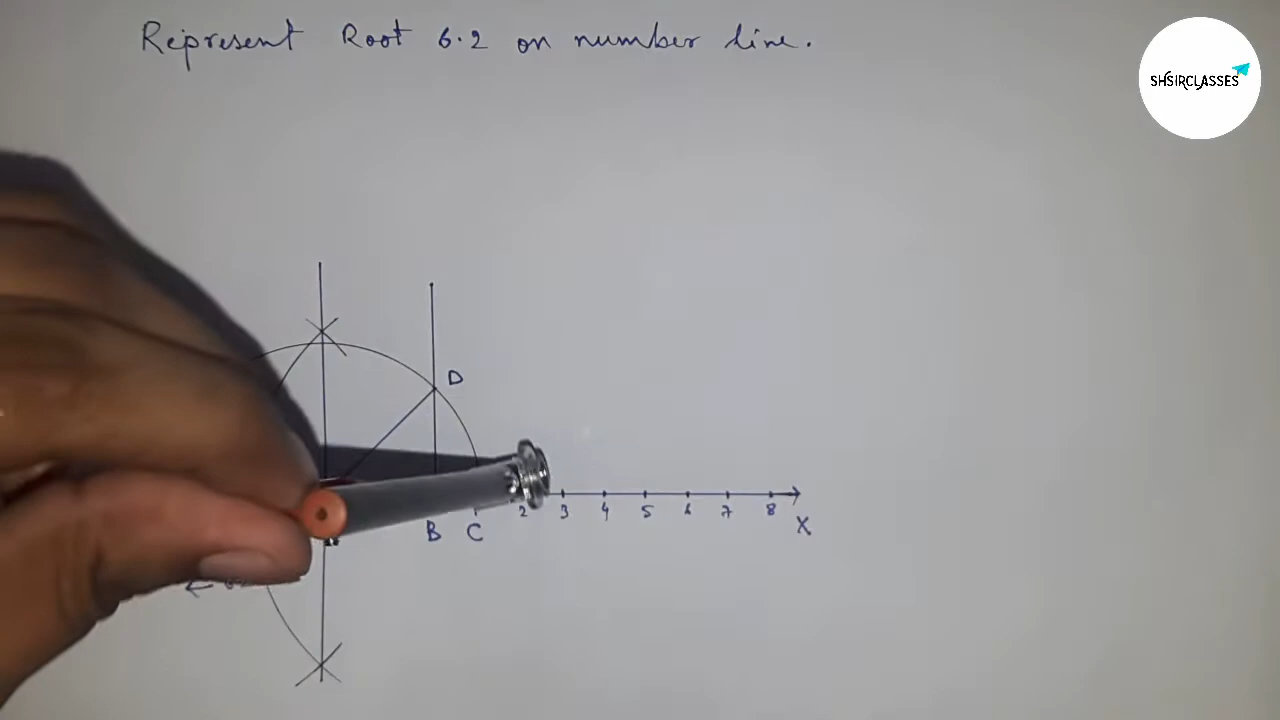 Represent Root 6.2 on number line.
SHSIRCLASSES
D
2 3 4 5 6 7 8
B C X